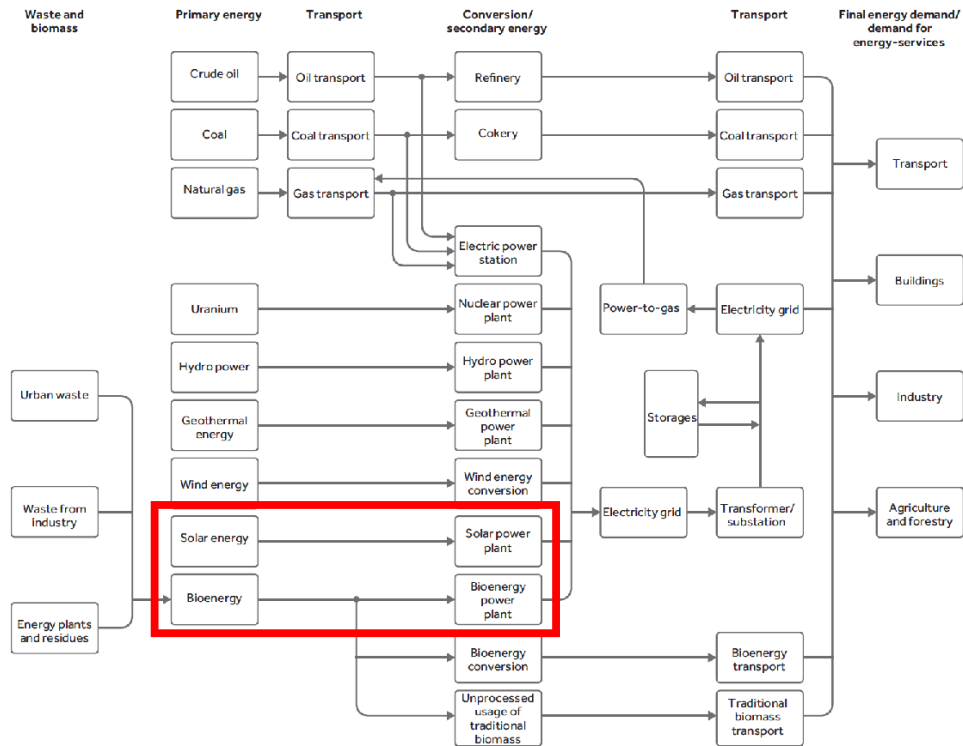 Waste and
biomass
Primary energy
Transport
Conversion/
secondary energy
Transport
Final energy demand/
demand for
energy-services
Crude oil
Oil transport
Refinery
Oil transport
Coal
Coal transport
Cokery
Coal transport
Transport
Natural gas
Gas transport
Gas transport
Electric power
station
Buildings
Uranium
Nuclear power
plant
Power-to-gas
Electricity grid
Hydro power
Hydro power
plant
Urban waste
Storages
Industry
Geothermal
energy
Geothermal
power
plant
Wind energy
Wind energy
conversion
Waste from
industry
Electricity grid
Transformer/
substation
Agriculture
and forestry
Solar energy
Solar power
plant
Bioenergy
Bioenergy
power
plant
Energy plants
and residues
Bioenergy
conversion
Bioenergy
transport
Unprocessed
usage of
traditional
biomass
Traditional
biomass
transport